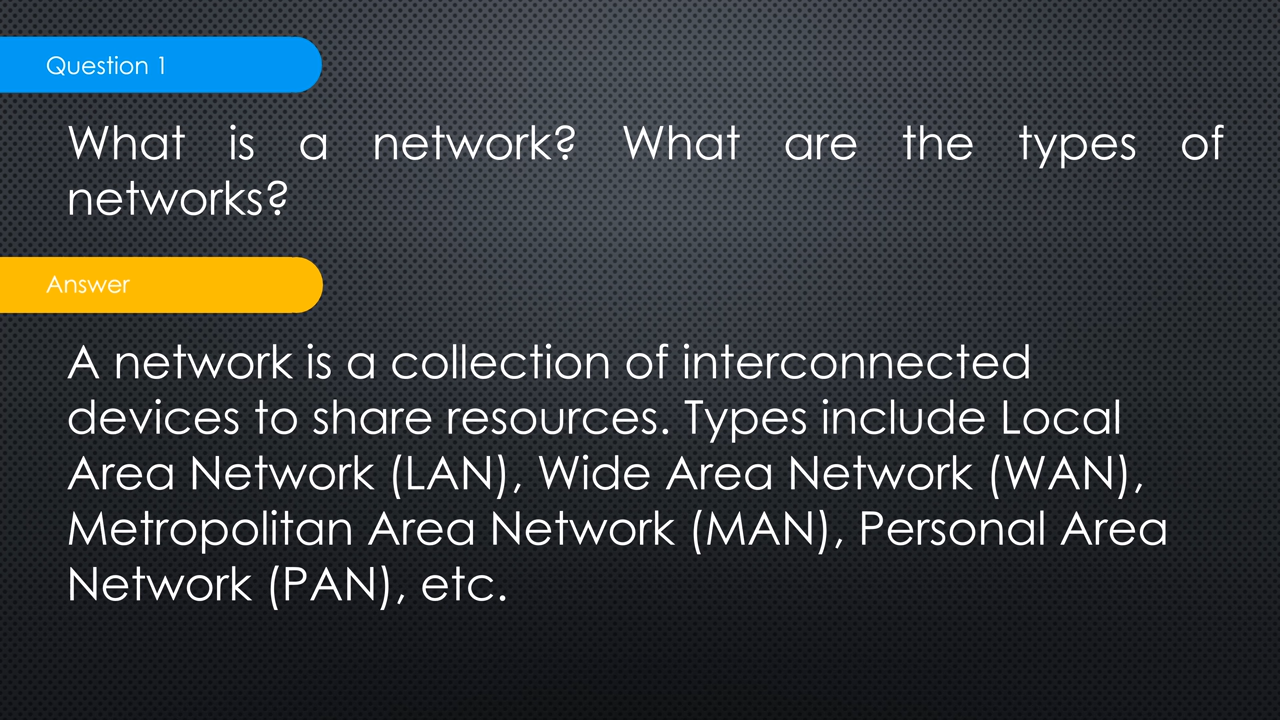 Question 1
What is a network? What are the types of
networks?
Answer
A network is a collection of interconnected
devices to share resources. Types include Local
Area Network (LAN), Wide Area Network (WAN),
Metropolitan Area Network (MAN), Personal Area
Network (PAN), etc.